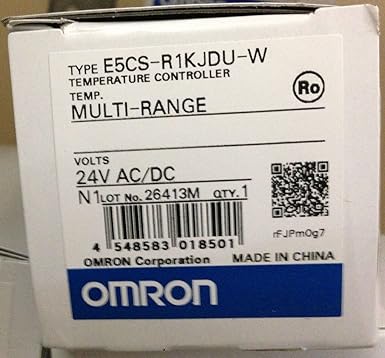 TYPE E5CS-R1KJDU-W
TEMPERATURE CONTROLLER
TEMP.
MULTI-RANGE
Ro
VOLTS
24V AC/DC
N1 LOT No. 26413M QTY. 1
4 548583 018501
rFJPm0g7
OMRON Corporation MADE IN CHINA
OMRON